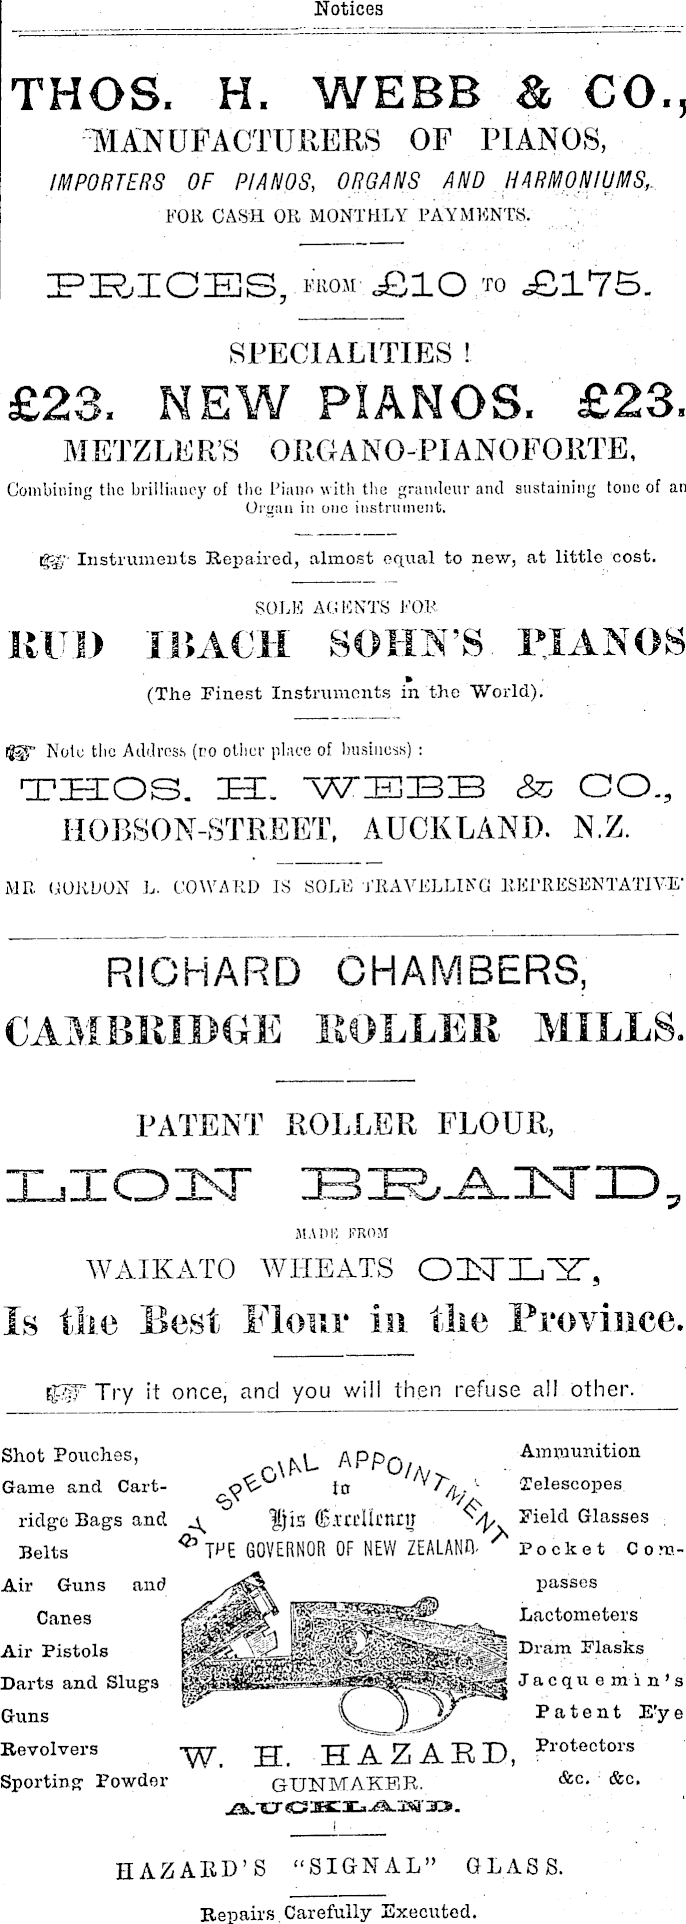 Notices
THOS. H. WEBB & CO.,
MANUFACTURERS OF PIANOS,
IMPORTERS OF PIANOS, ORGANS AND HARMONIUMS,
FOR CASH OR MONTHLY PAYMENTS.
PRICES, FROM £10 TO £175.
SPECIALITIES !
£23. NEW PIANOS. £23.
METZLER'S ORGANO-PIANOFORTE,
Combining the brilliancy of the Piano with the grandeur and sustaining tone of an
Organ in one instrument.
☞ Instruments Repaired, almost equal to new, at little cost.
SOLE AGENTS FOR
RUD IBACH SOHN'S PIANOS
(The Finest Instruments in the World).
☞ Note the Address (no other place of business) :
THOS. H. WEBB & CO.,
HOBSON-STREET, AUCKLAND. N.Z.
MR GORDON L. COWARD IS SOLE TRAVELLING REPRESENTATIVE
RICHARD CHAMBERS,
CAMBRIDGE ROLLER MILLS.
PATENT ROLLER FLOUR,
LION BRAND,
MADE FROM
WAIKATO WHEATS ONLY,
Is the Best Flour in the Province.
☞ Try it once, and you will then refuse all other.
Shot Pouches,
Game and Cart-
ridge Bags and
Belts
Air Guns and
Canes
Air Pistols
Darts and Slugs
Guns
Revolvers
Sporting Powder
BY SPECIAL APPOINTMENT
to
His Excellency
THE GOVERNOR OF NEW ZEALAND.
W. H. HAZARD,
GUNMAKER.
AUCKLAND.
Ammunition
Telescopes
Field Glasses
Pocket Com-
passes
Lactometers
Dram Flasks
Jacquemin's
Patent Eye
Protectors
&c. &c.
HAZARD'S "SIGNAL" GLASS.
Repairs Carefully Executed.